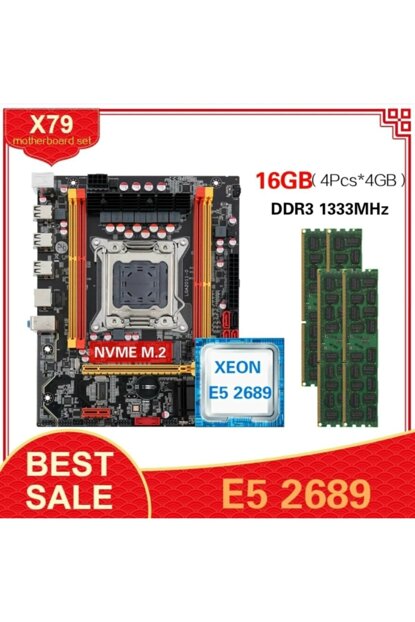 X79
motherboard set
16GB( 4Pcs*4GB )
DDR3 1333MHz
NVME M.2
XEON
E5 2689
BEST
SALE
E5 2689